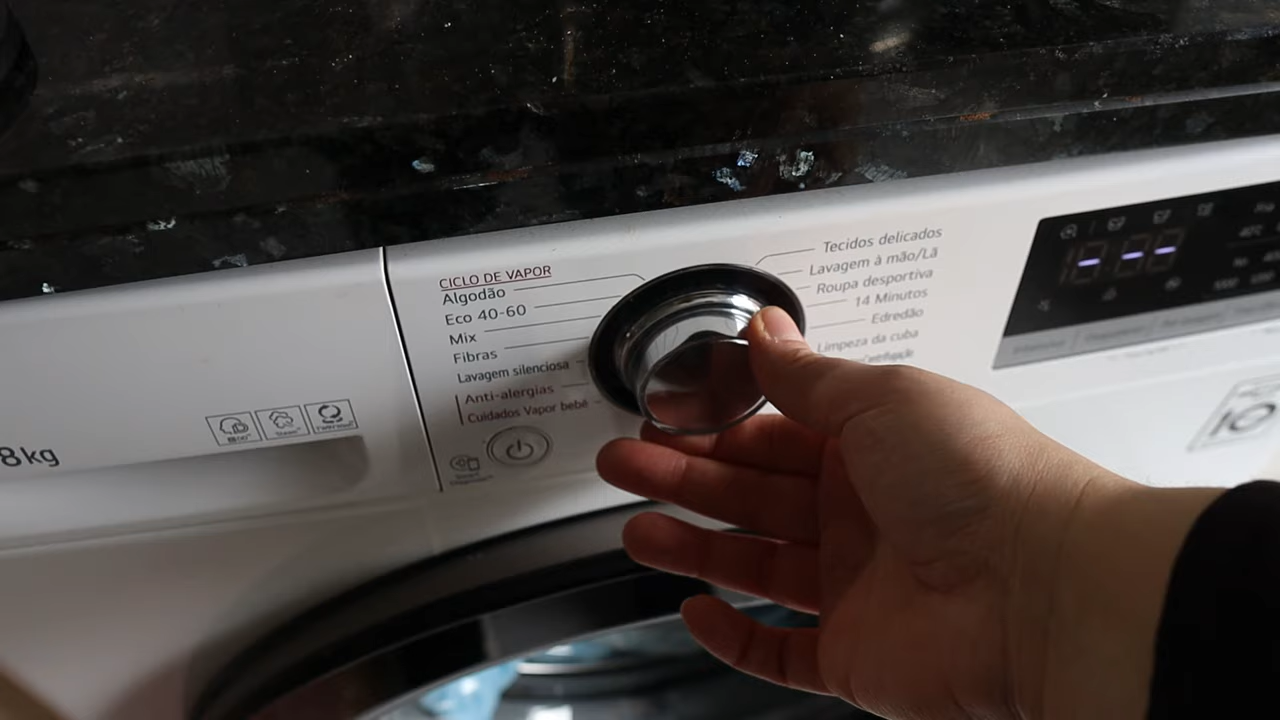 CICLO DE VAPOR
Algodão
Eco 40-60
Mix
Fibras
Lavagem silenciosa
Anti-alergias
Cuidados Vapor bebé
Tecidos delicados
Lavagem à mão/Lã
Roupa desportiva
14 Minutos
Edredão
Limpeza da cuba
8kg
10